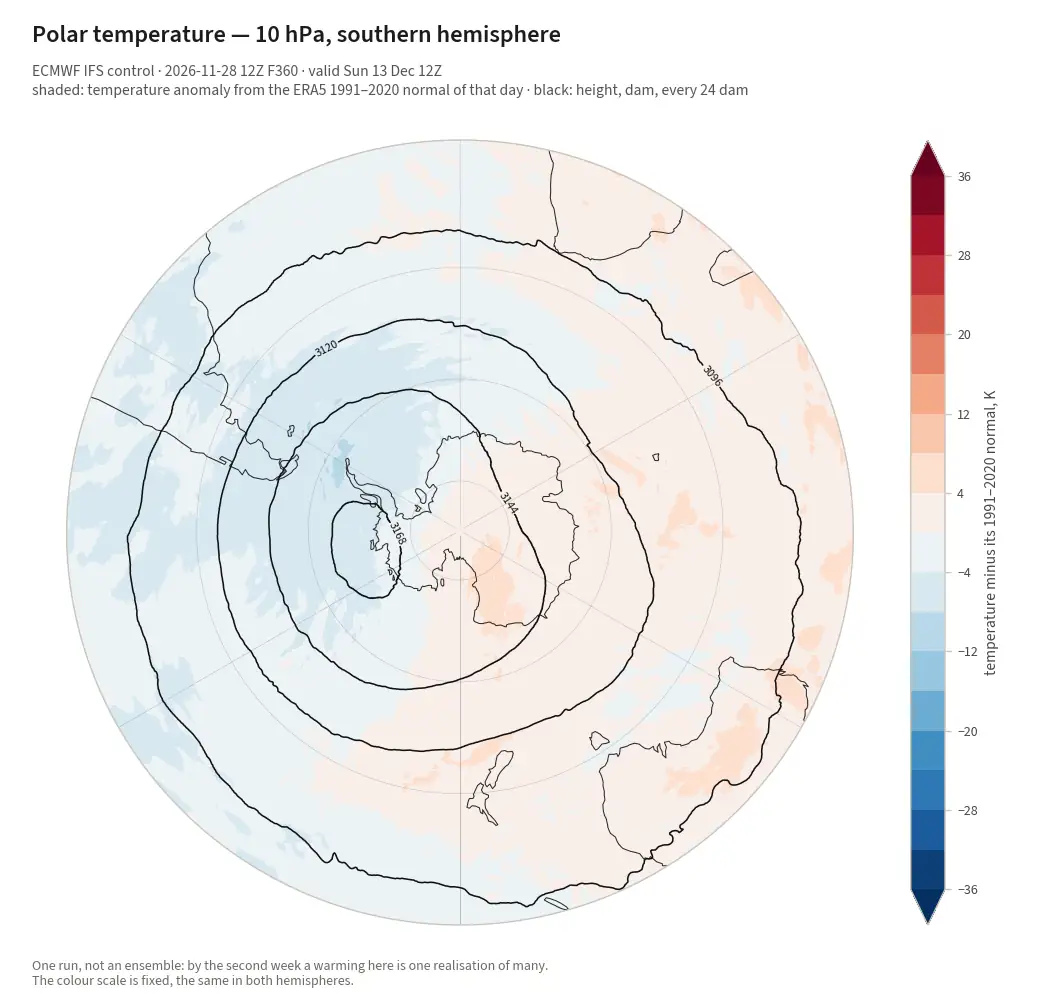 Polar temperature — 10 hPa, southern hemisphere
ECMWF IFS control · 2026-11-28 12Z F360 · valid Sun 13 Dec 12Z
shaded: temperature anomaly from the ERA5 1991–2020 normal of that day · black: height, dam, every 24 dam
36
28
20
12
4
−4
−12
−20
−28
−36
temperature minus its 1991–2020 normal, K
3120
3096
3144
3168
One run, not an ensemble: by the second week a warming here is one realisation of many.
The colour scale is fixed, the same in both hemispheres.